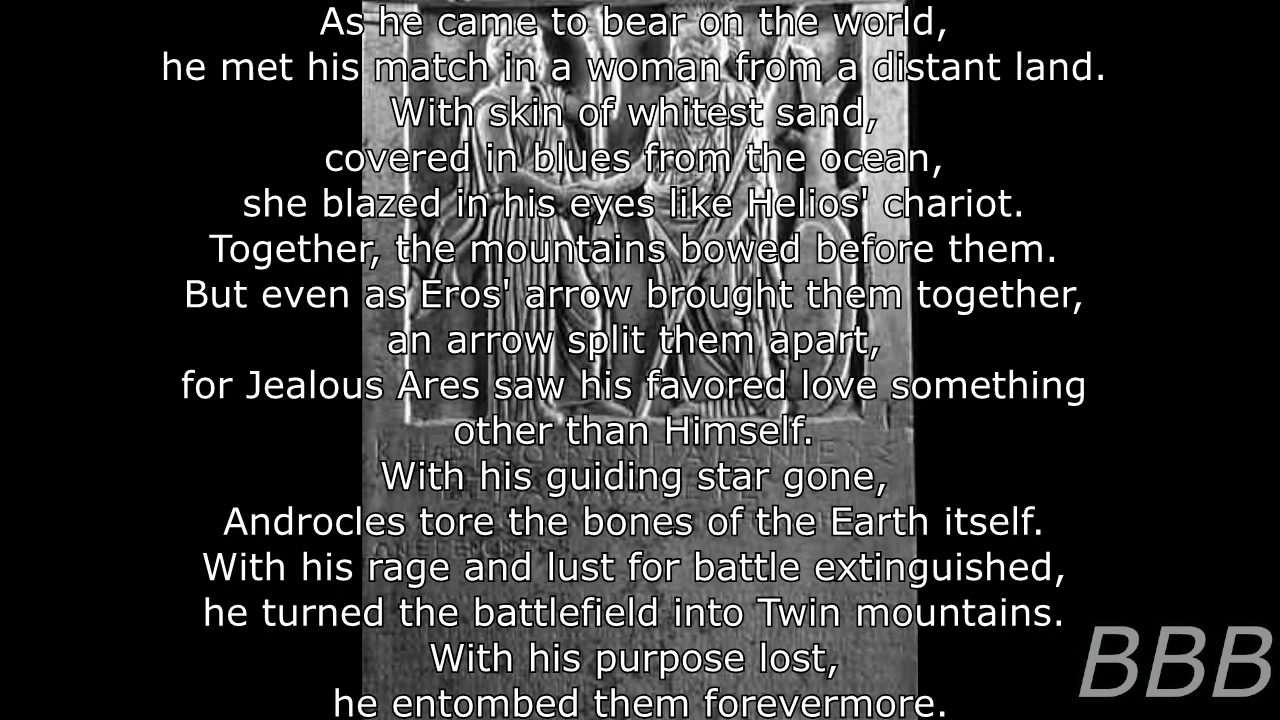 As he came to bear on the world,
he met his match in a woman from a distant land.
With skin of whitest sand,
covered in blues from the ocean,
she blazed in his eyes like Helios' chariot.
Together, the mountains bowed before them.
But even as Eros' arrow brought them together,
an arrow split them apart,
for Jealous Ares saw his favored love something
other than Himself.
With his guiding star gone,
Androcles tore the bones of the Earth itself.
With his rage and lust for battle extinguished,
he turned the battlefield into Twin mountains.
With his purpose lost,
he entombed them forevermore.
BBB